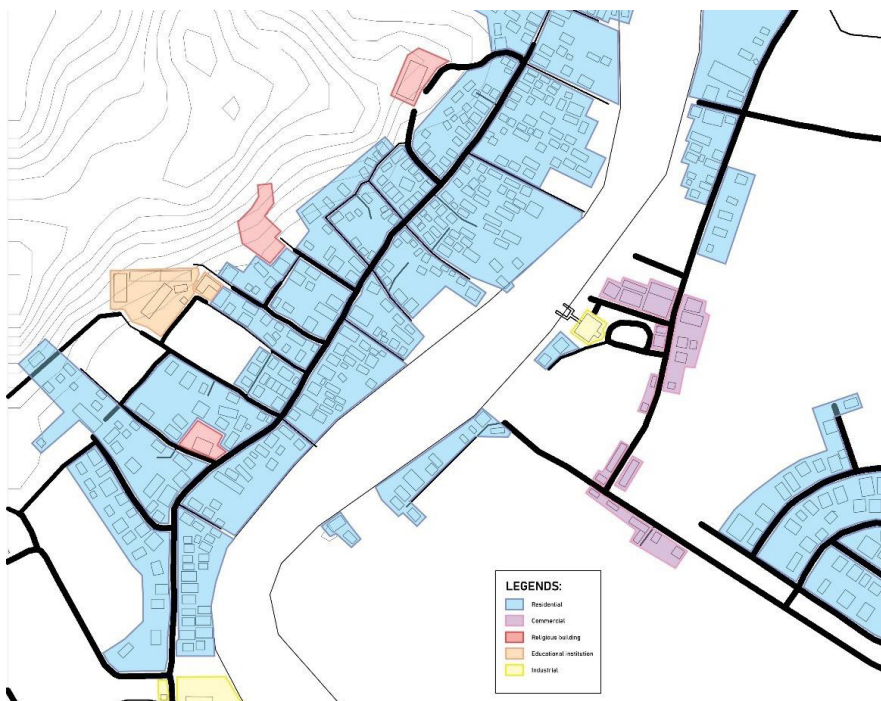 LEGENDS:
Residential
Commercial
Religious building
Educational institution
Industrial